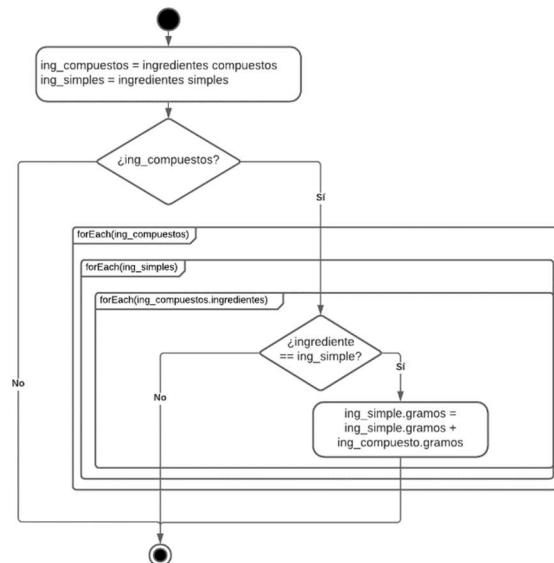 ing_compuestos = ingredientes compuestos
ing_simples = ingredientes simples
¿ing_compuestos?
Sí
forEach(ing_compuestos)
forEach(ing_simples)
forEach(ing_compuestos.ingredientes)
¿ingrediente
== ing_simple?
Sí
No
No
ing_simple.gramos =
ing_simple.gramos +
ing_compuesto.gramos